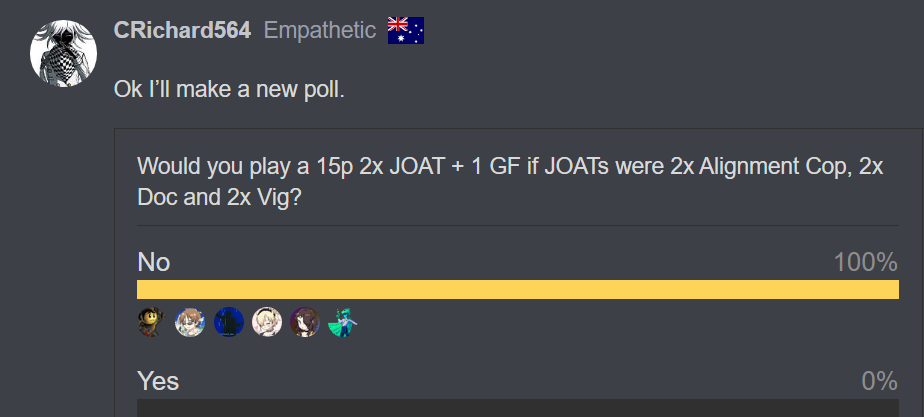 CRichard564 Empathetic
Ok I’ll make a new poll.
Would you play a 15p 2x JOAT + 1 GF if JOATs were 2x Alignment Cop, 2x
Doc and 2x Vig?
No 100%
Yes 0%